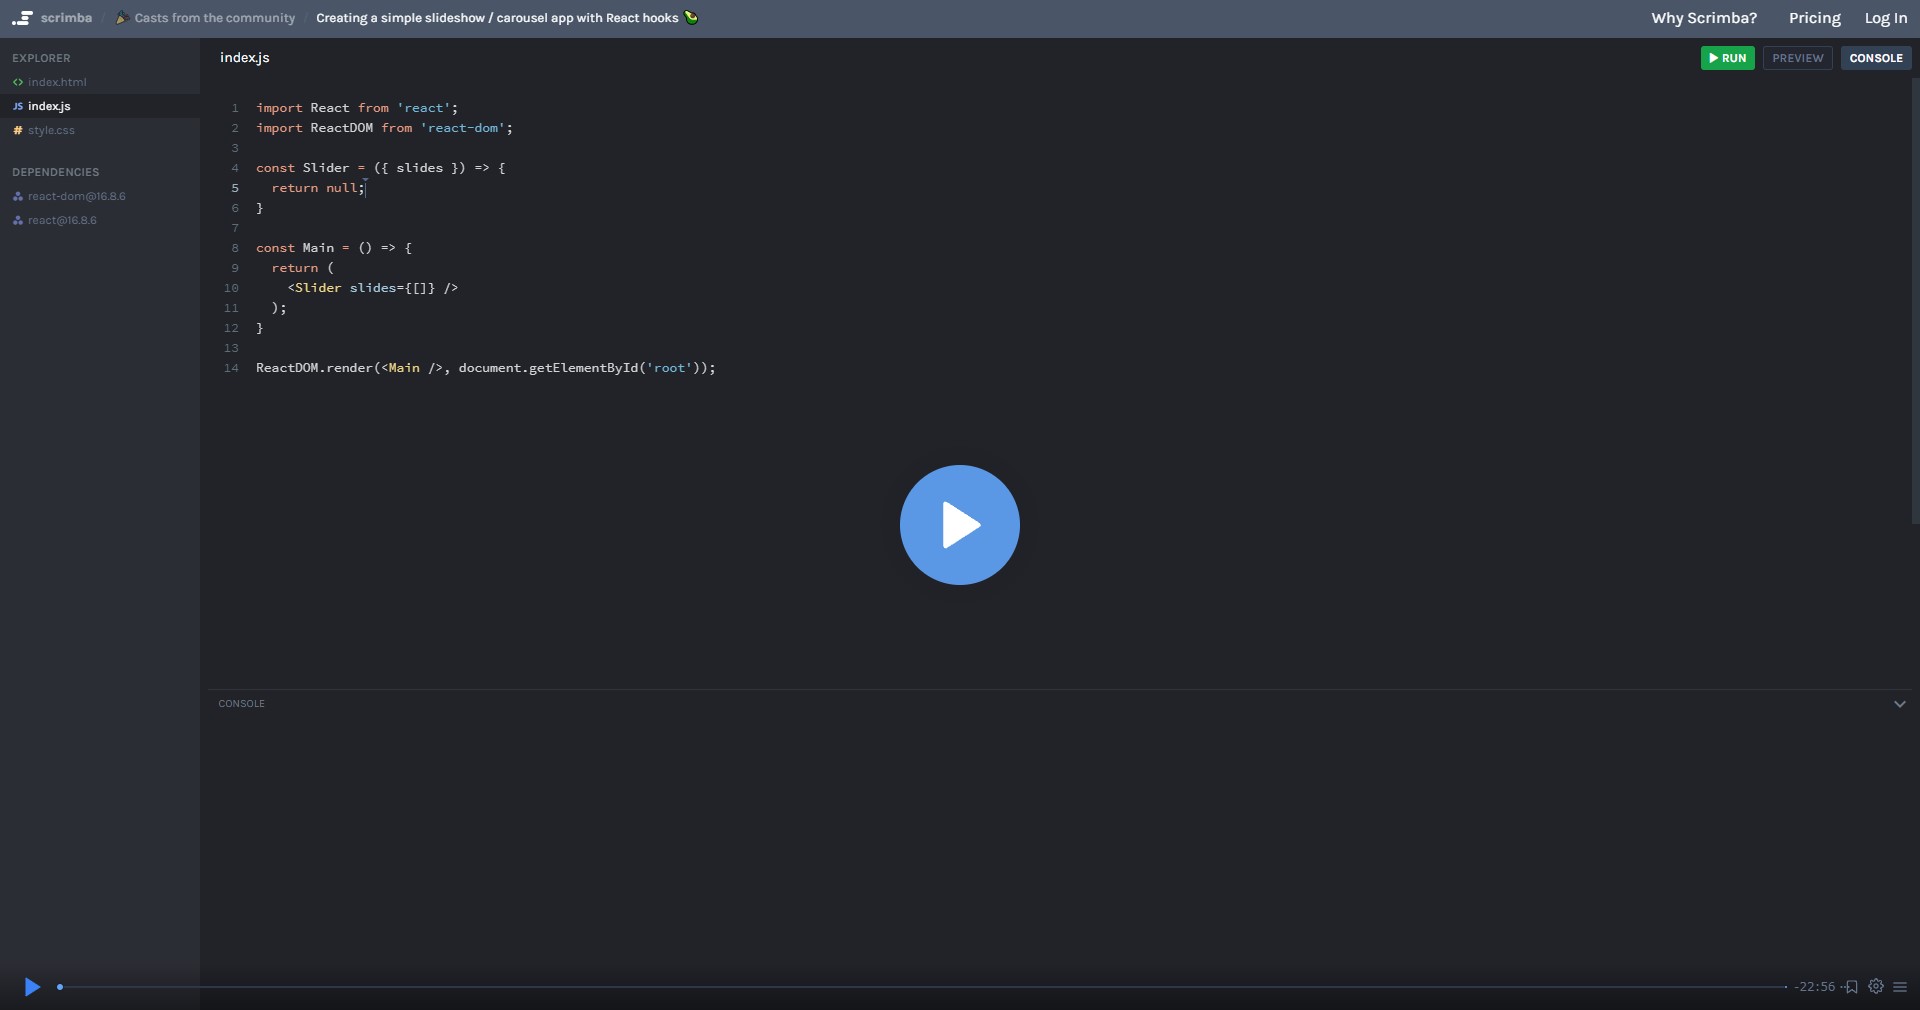 scrimba / Casts from the community / Creating a simple slideshow / carousel app with React hooks
Why Scrimba? Pricing Log In
EXPLORER
<> index.html
JS index.js
# style.css
DEPENDENCIES
react-dom@16.8.6
react@16.8.6
index.js
RUN PREVIEW CONSOLE
1 import React from 'react';
2 import ReactDOM from 'react-dom';
3
4 const Slider = ({ slides }) => {
5   return null;
6 }
7
8 const Main = () => {
9   return (
10     <Slider slides={[]} />
11   );
12 }
13
14 ReactDOM.render(<Main />, document.getElementById('root'));
CONSOLE
-22:56